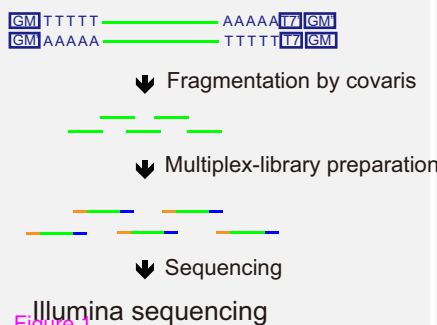 GM TTTTT AAAAA T7' GM'
GM AAAAA TTTTT T7 GM
Fragmentation by covaris
Multiplex-library preparation
Sequencing
Illumina sequencing
Figure 1